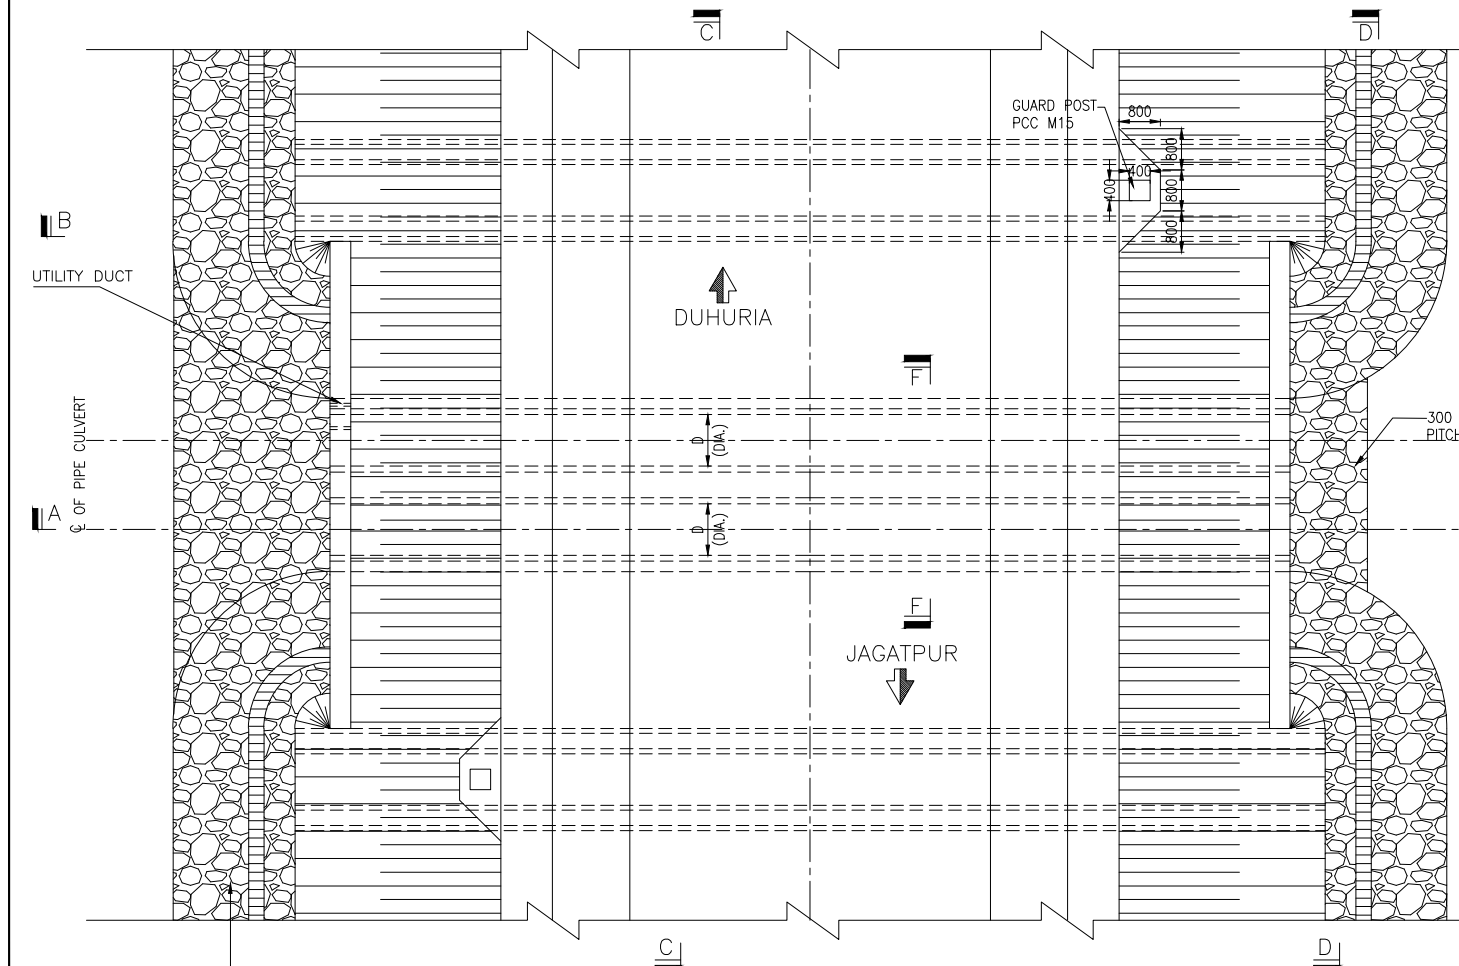 C
D
GUARD POST
PCC M15
800
800
400
400
800
800
B
UTILITY DUCT
DUHURIA
F
℄ OF PIPE CULVERT
D
(DIA.)
300
PITCH
A
D
(DIA.)
F
JAGATPUR
C
D